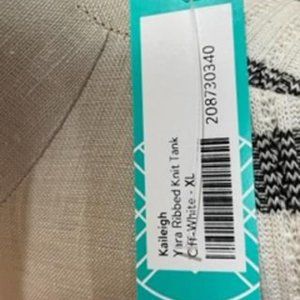 Kaileigh
Yara Ribbed Knit Tank
Off-White - XL
208730340